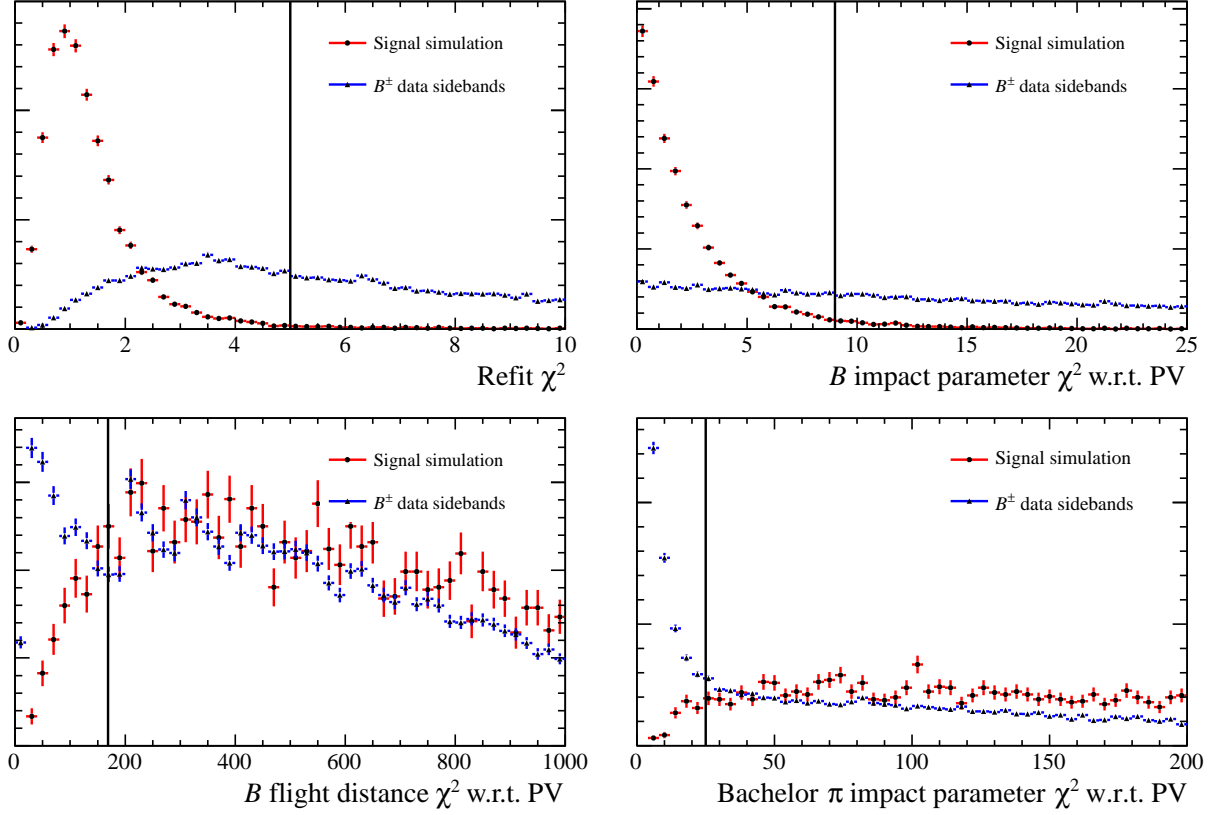 Signal simulation
B± data sidebands
0 2 4 6 8 10
Refit χ²
Signal simulation
B± data sidebands
0 5 10 15 20 25
B impact parameter χ² w.r.t. PV
Signal simulation
B± data sidebands
0 200 400 600 800 1000
B flight distance χ² w.r.t. PV
Signal simulation
B± data sidebands
0 50 100 150 200
Bachelor π impact parameter χ² w.r.t. PV